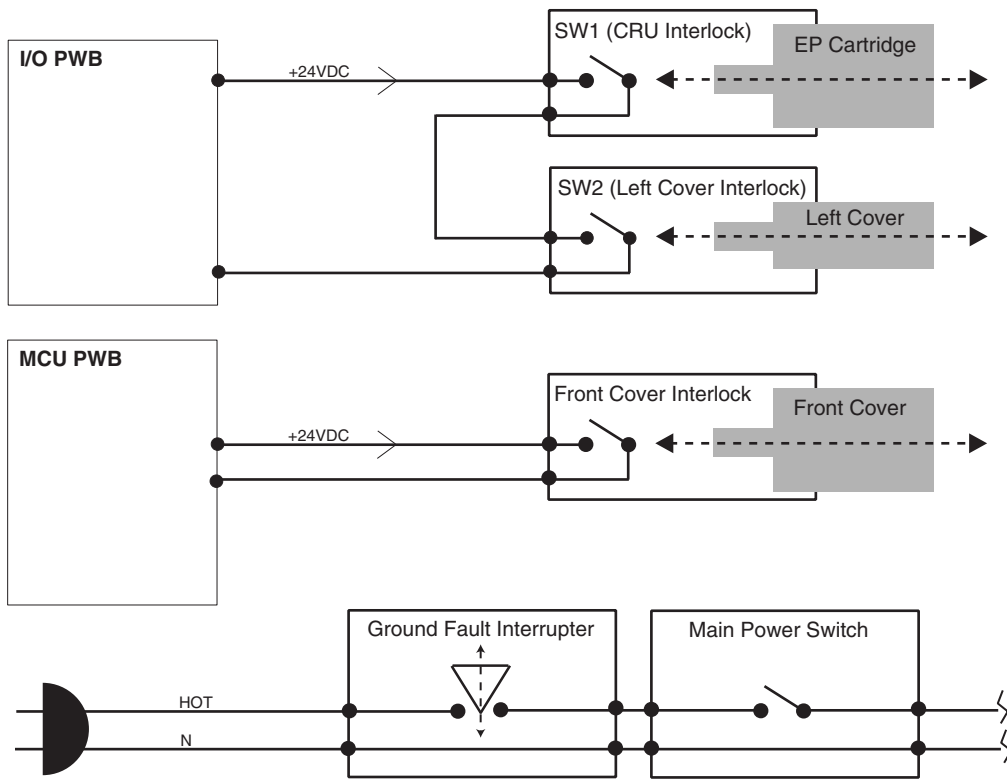 I/O PWB
+24VDC
SW1 (CRU Interlock)
EP Cartridge
SW2 (Left Cover Interlock)
Left Cover
MCU PWB
+24VDC
Front Cover Interlock
Front Cover
Ground Fault Interrupter
Main Power Switch
HOT
N